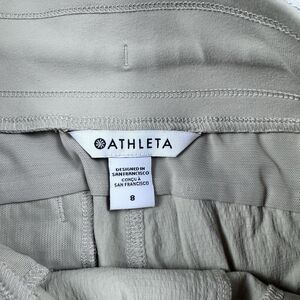 ATHLETA
DESIGNED IN
SAN FRANCISCO
CONÇU À
SAN FRANCISCO
8